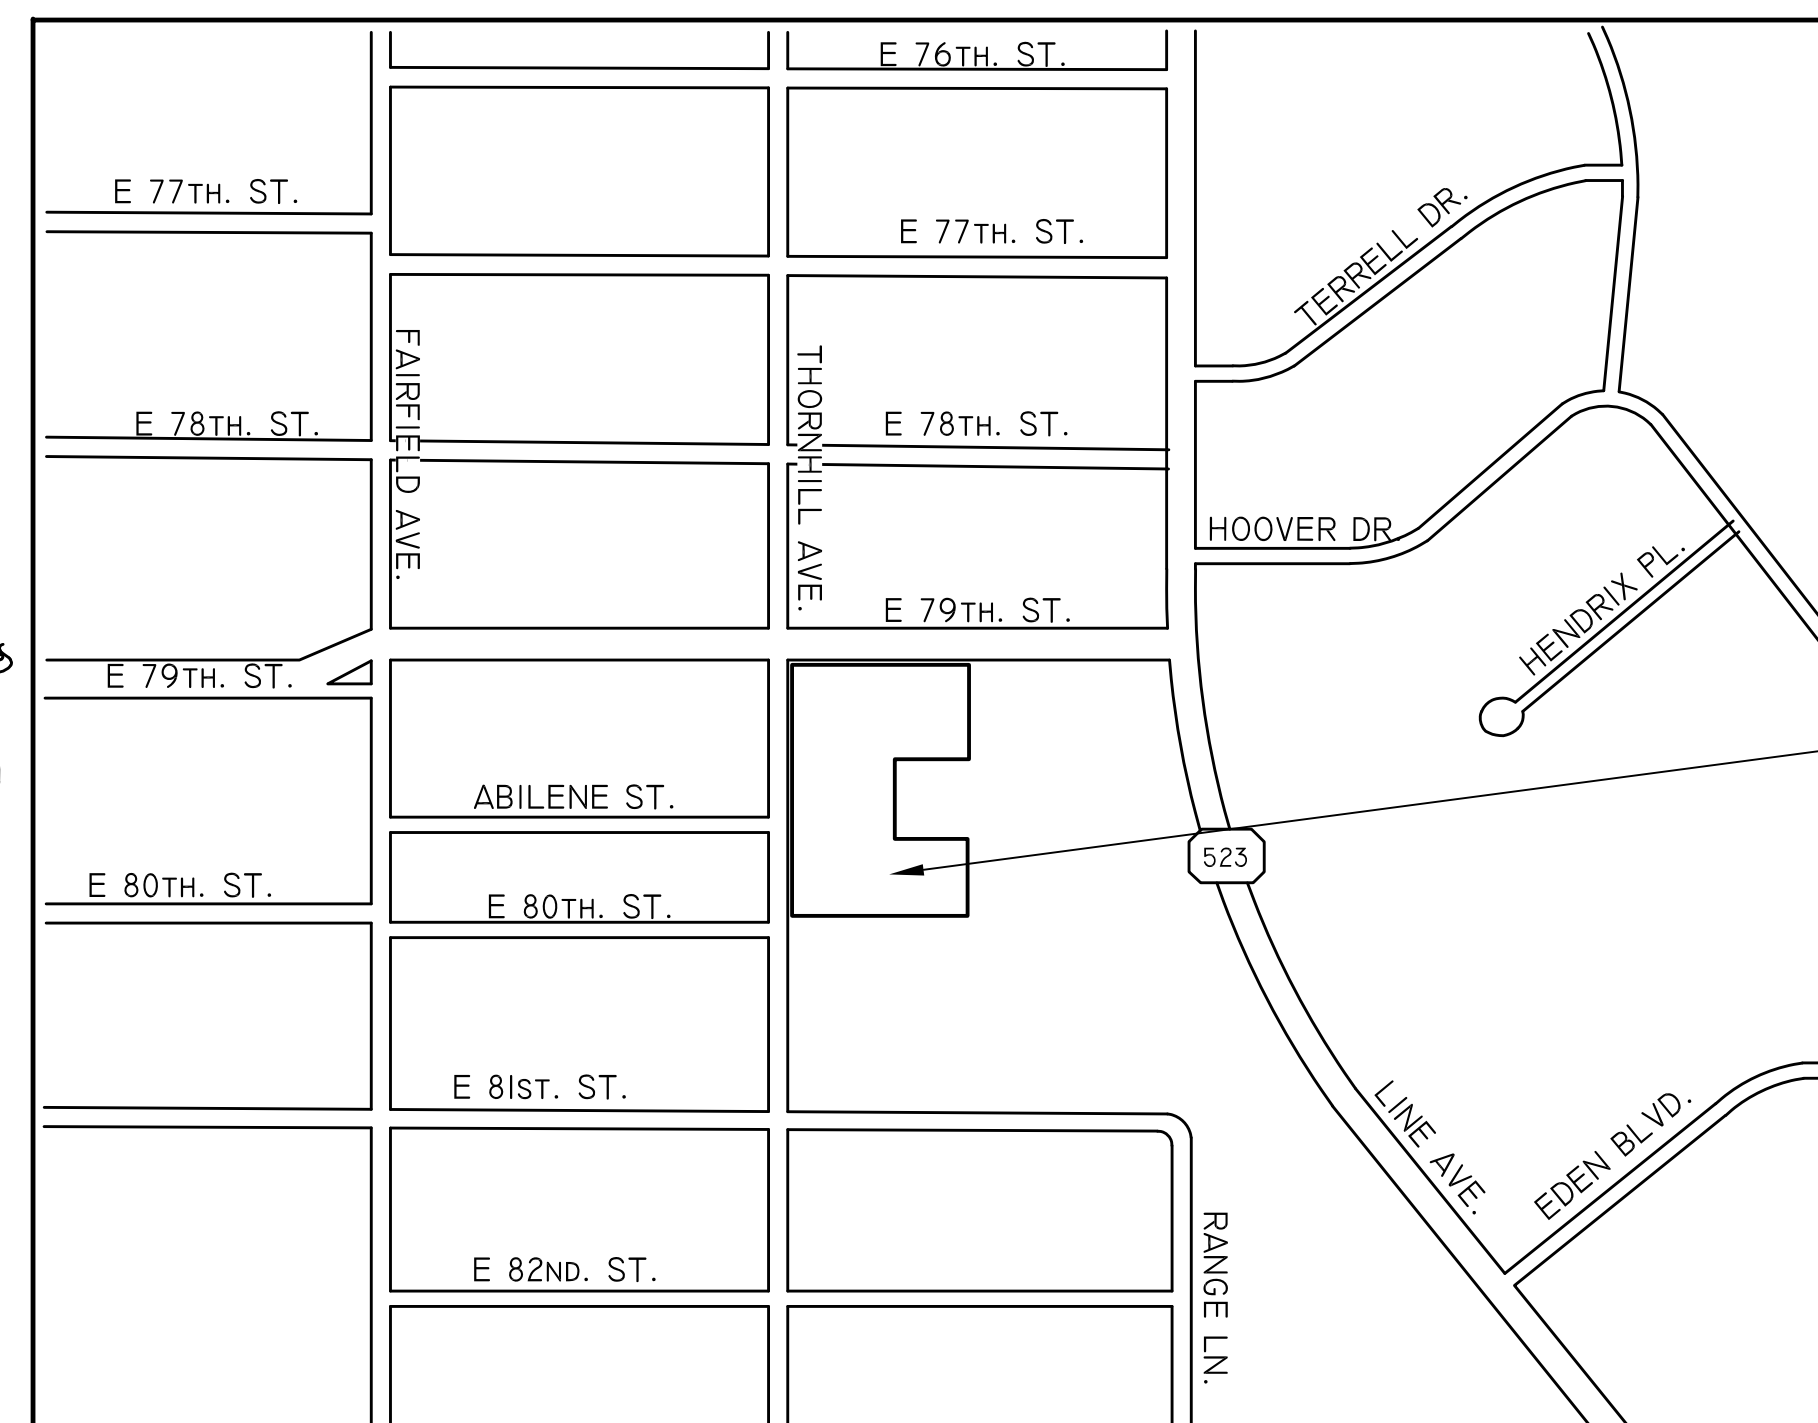 E 76TH. ST.
E 77TH. ST.
E 77TH. ST.
TERRELL DR.
FAIRFIELD AVE.
THORNHILL AVE.
E 78TH. ST.
E 78TH. ST.
HOOVER DR.
HENDRIX PL.
E 79TH. ST.
E 79TH. ST.
ABILENE ST.
523
E 80TH. ST.
E 80TH. ST.
E 81ST. ST.
LINE AVE.
EDEN BLVD.
E 82ND. ST.
RANGE LN.